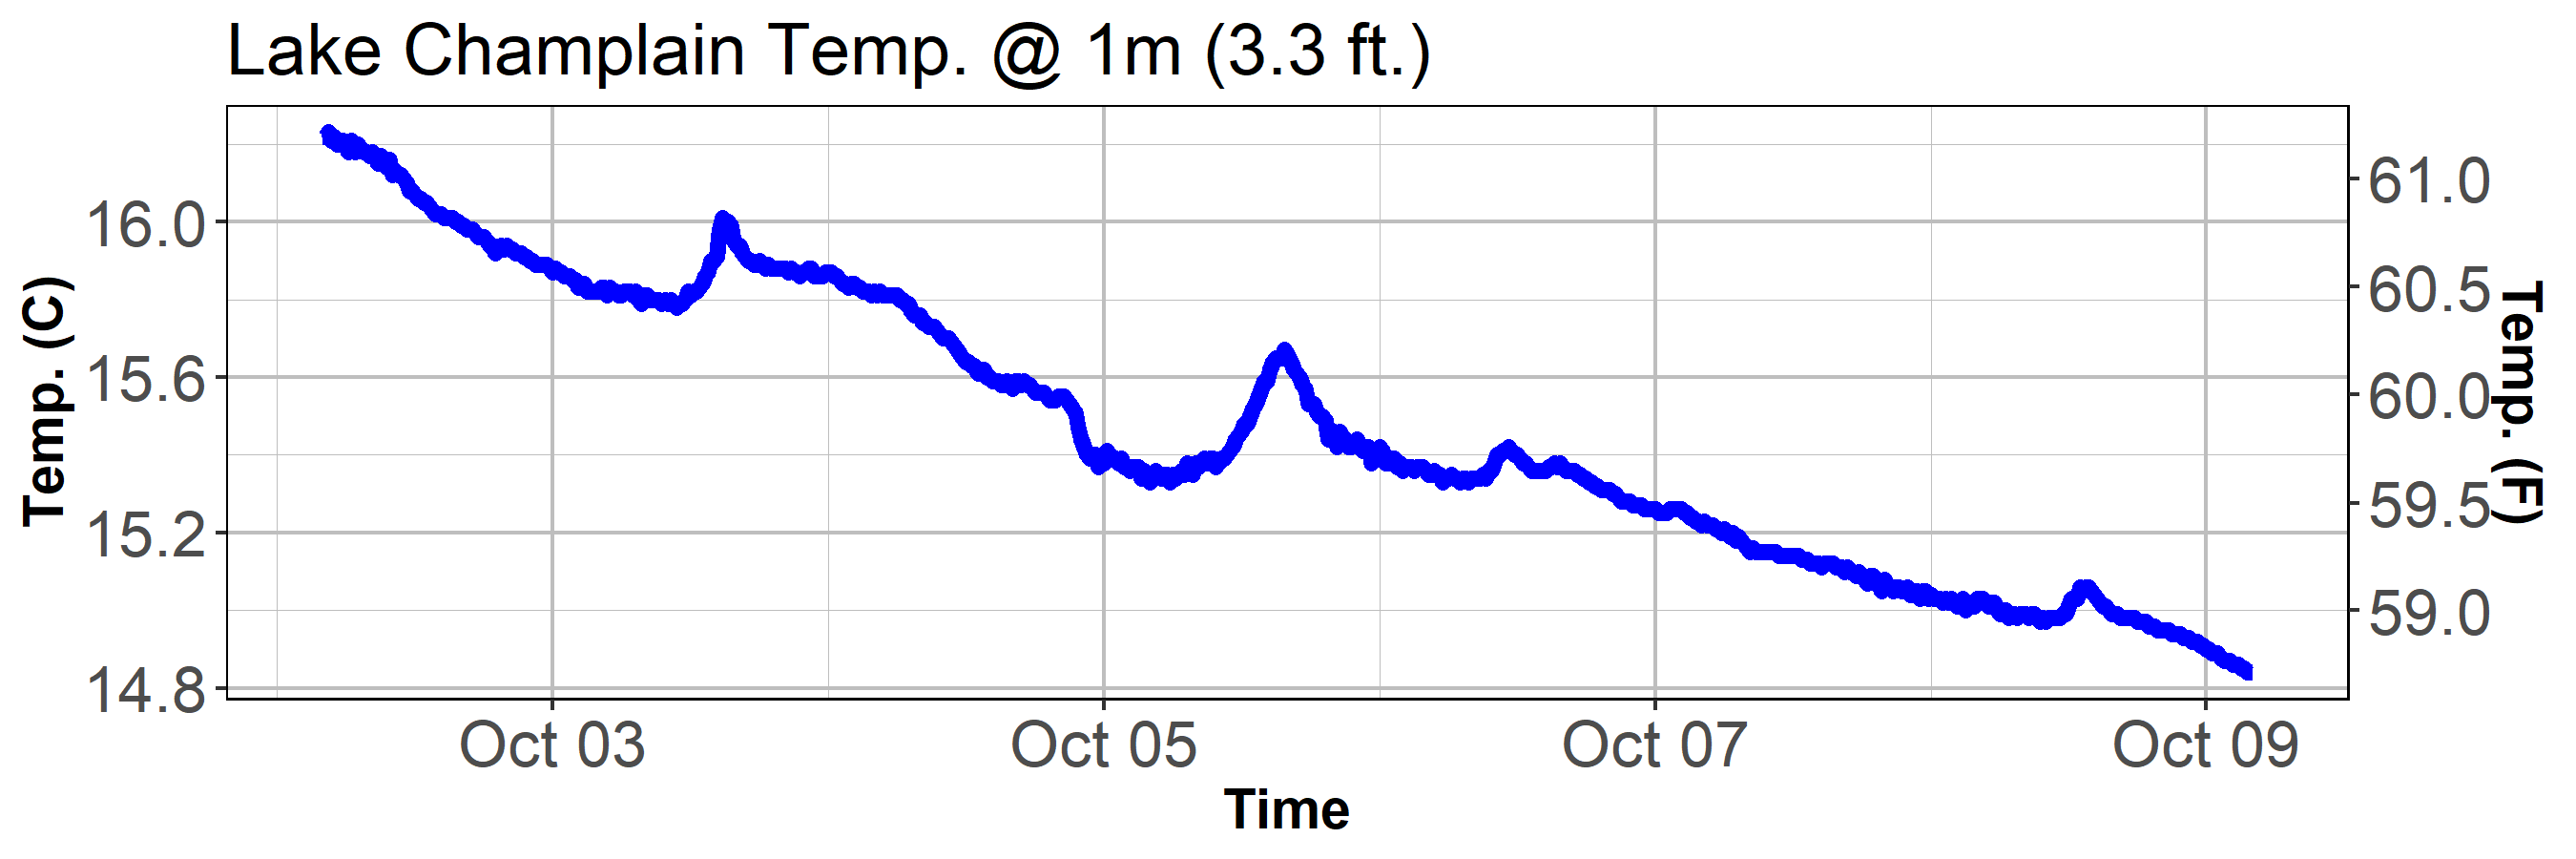 Lake Champlain Temp. @ 1m (3.3 ft.)
Temp. (C)
16.0
15.6
15.2
14.8
61.0
60.5
60.0
59.5
59.0
Temp. (F)
Oct 03 Oct 05 Oct 07 Oct 09
Time